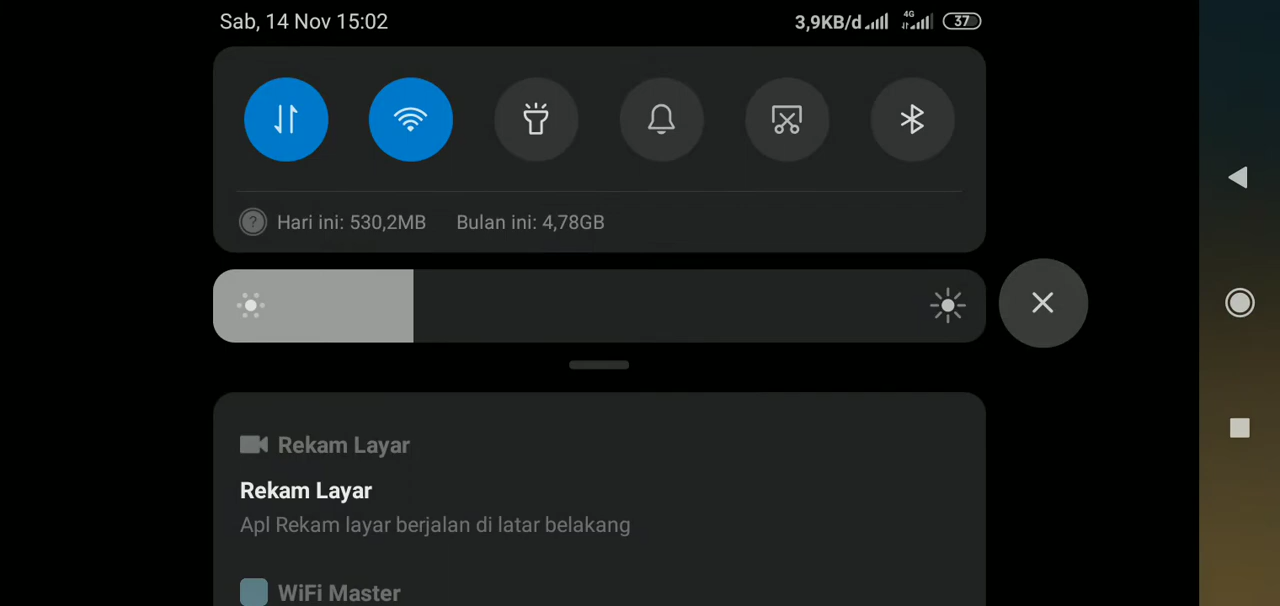 Sab, 14 Nov 15:02
3,9KB/d 4G 37
Hari ini: 530,2MB Bulan ini: 4,78GB
Rekam Layar
Rekam Layar
Apl Rekam layar berjalan di latar belakang
WiFi Master